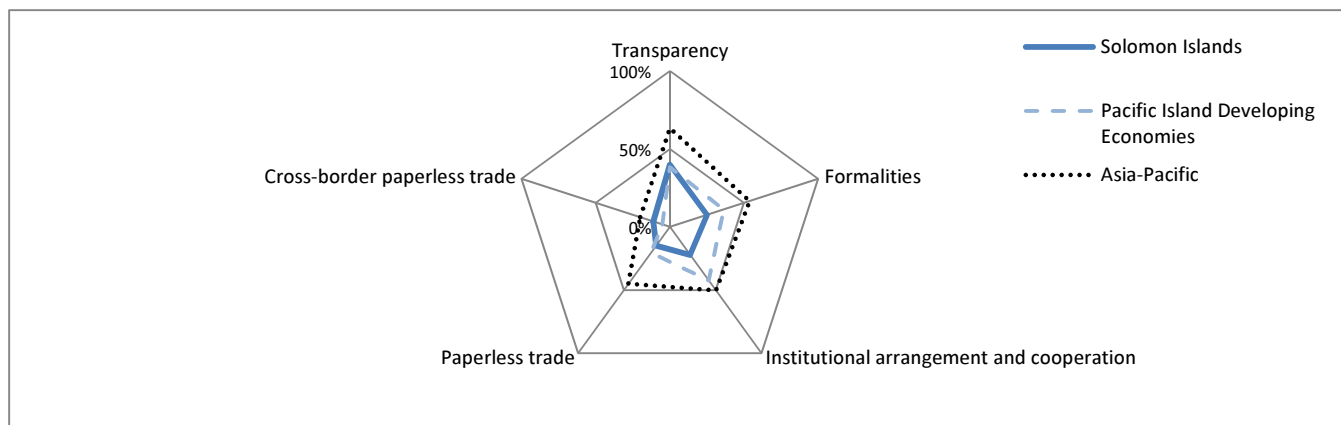 Transparency
100%
50%
0%
Cross-border paperless trade
Formalities
Paperless trade
Institutional arrangement and cooperation
Solomon Islands
Pacific Island Developing
Economies
Asia-Pacific